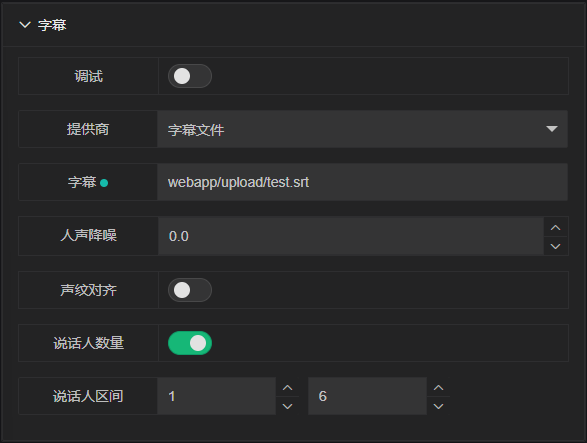 字幕
调试
提供商 字幕文件
字幕 webapp/upload/test.srt
人声降噪 0.0
声纹对齐
说话人数量
说话人区间 1 6